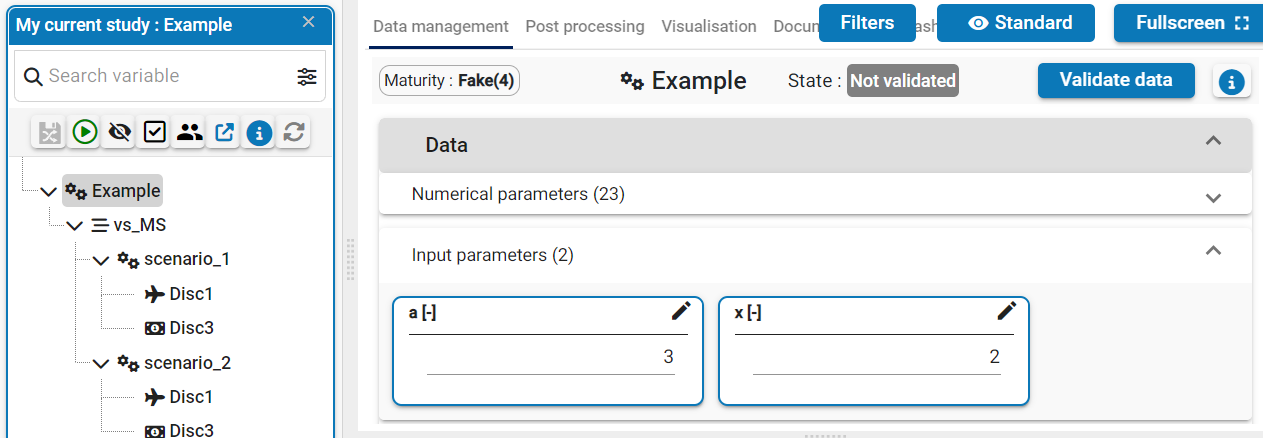 My current study : Example
Search variable
Example
vs_MS
scenario_1
Disc1
Disc3
scenario_2
Disc1
Disc3
Data management Post processing Visualisation Docum ash
Filters Standard Fullscreen
Maturity : Fake(4) Example State : Not validated Validate data
Data
Numerical parameters (23)
Input parameters (2)
a [-] x [-]
3 2